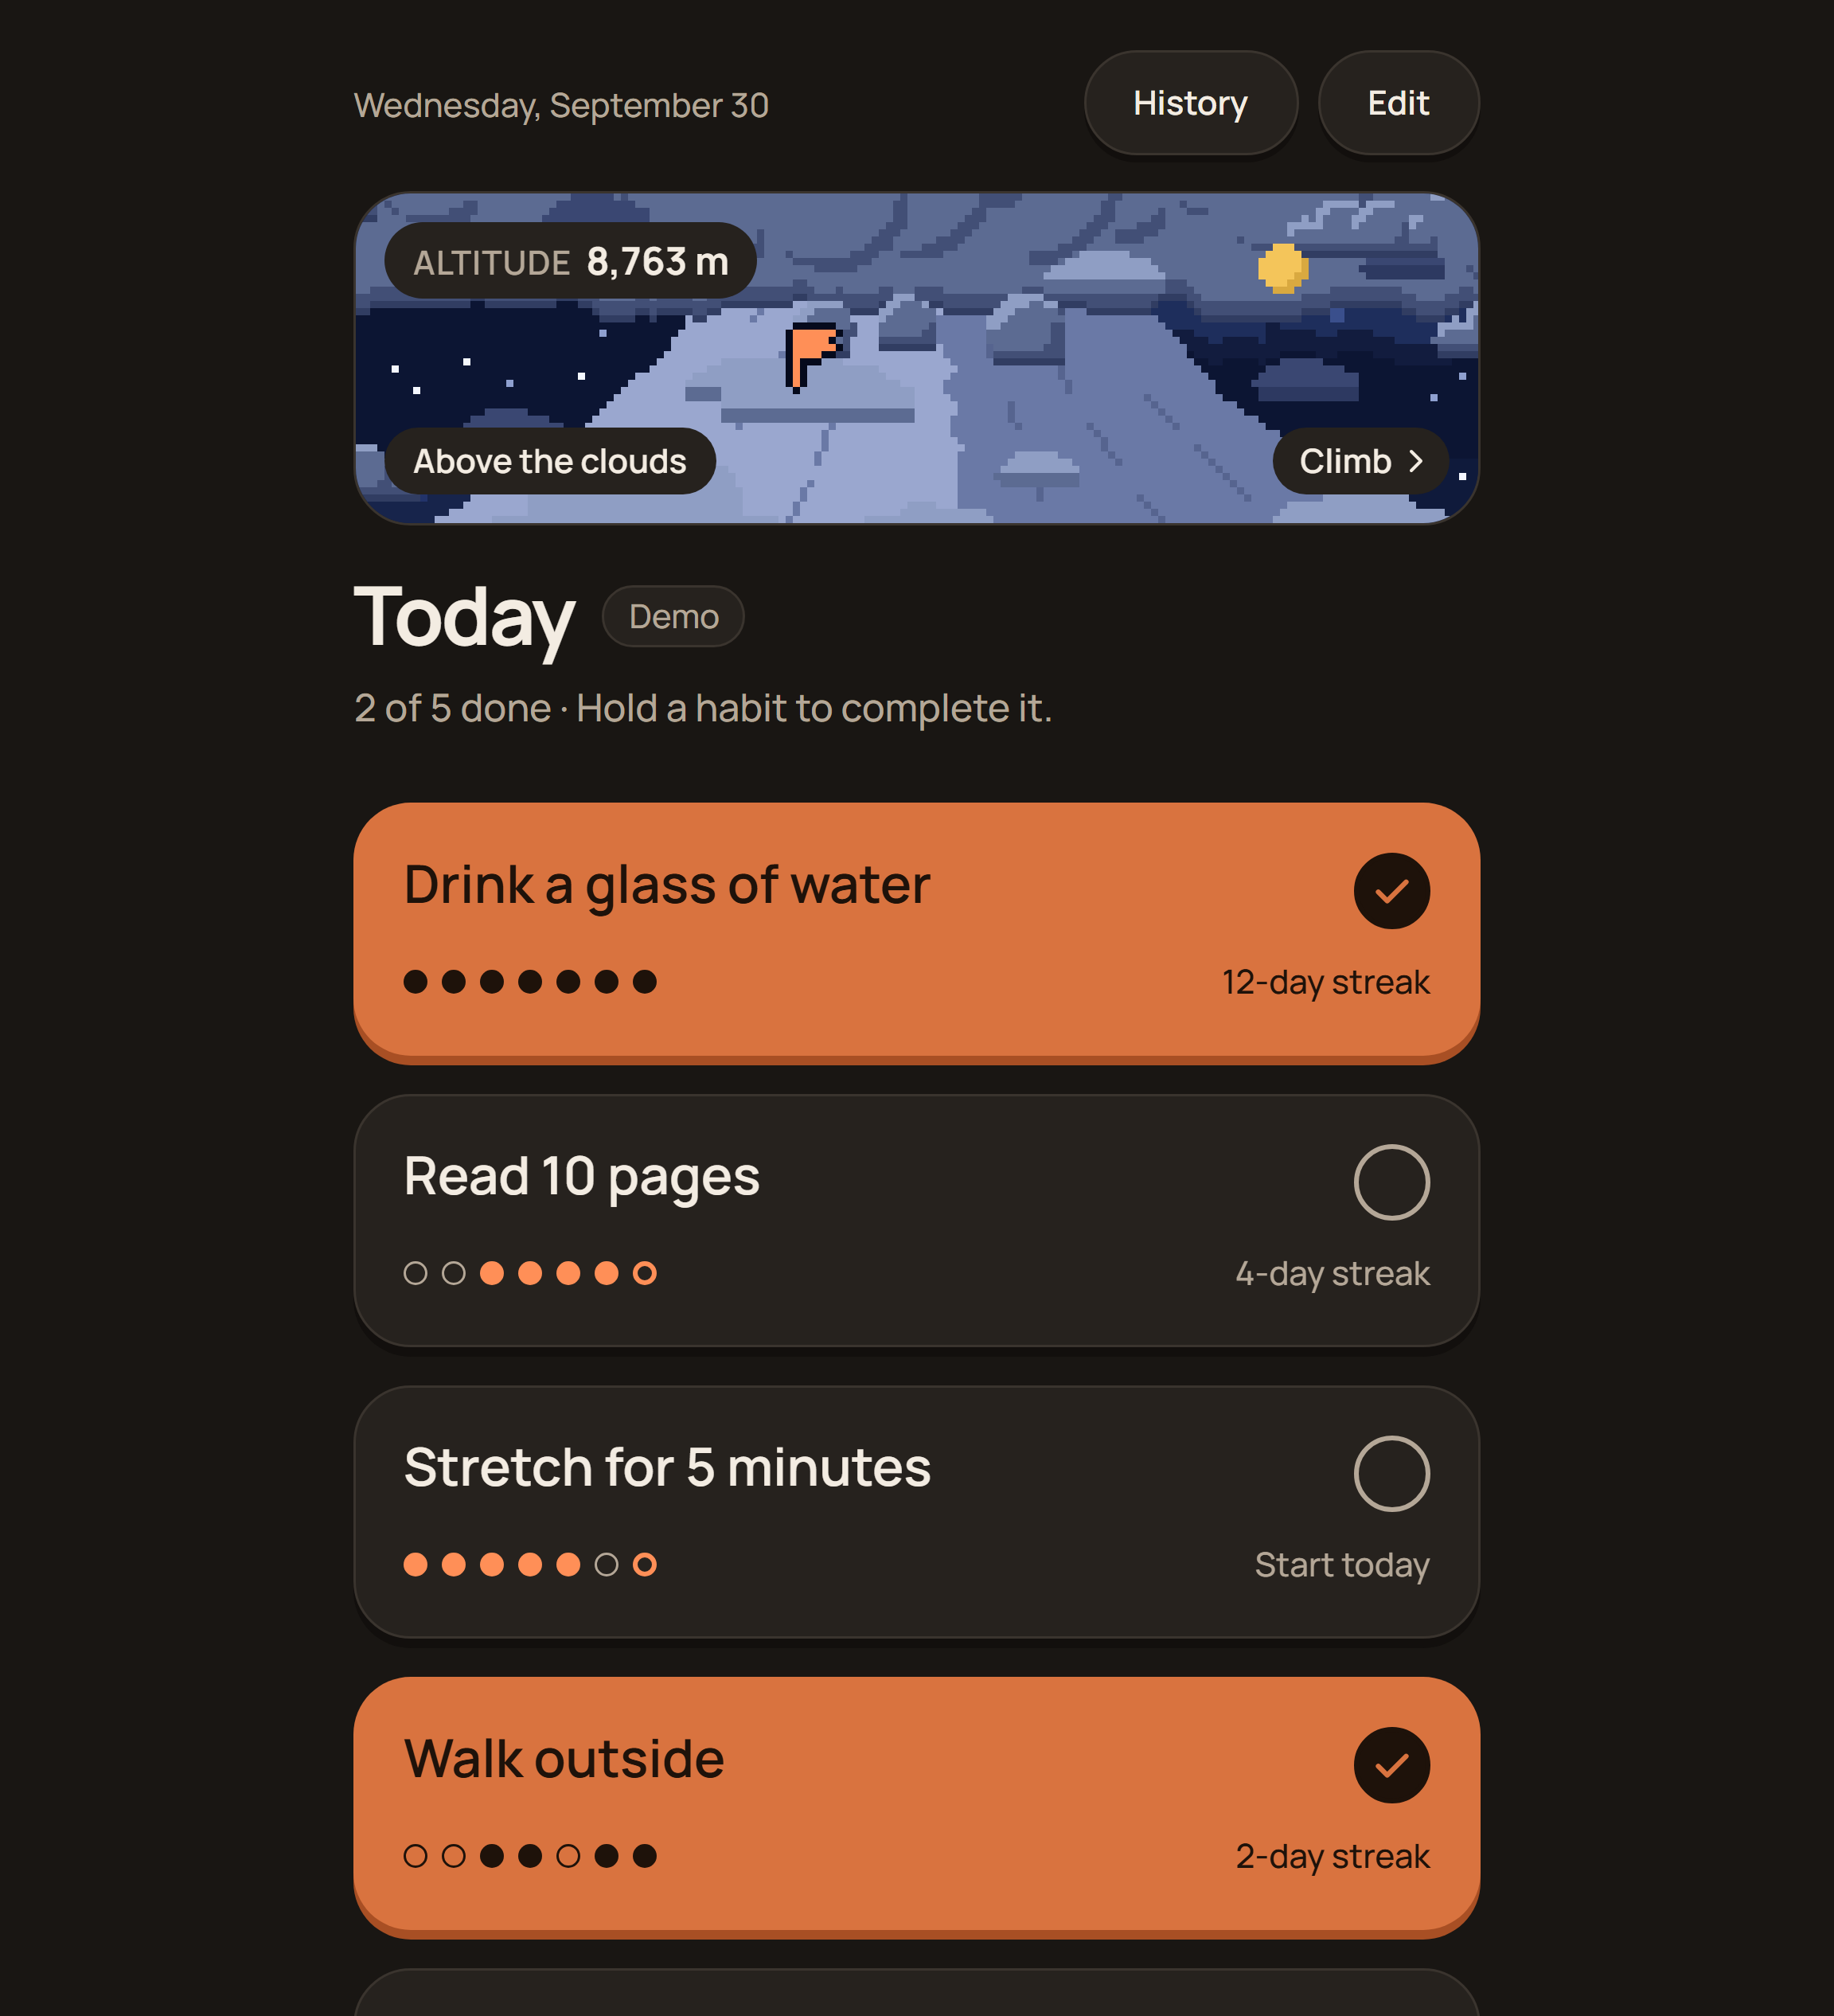 Wednesday, September 30
History
Edit
ALTITUDE 8,763 m
Above the clouds
Climb
Today
Demo
2 of 5 done · Hold a habit to complete it.
Drink a glass of water
12-day streak
Read 10 pages
4-day streak
Stretch for 5 minutes
Start today
Walk outside
2-day streak